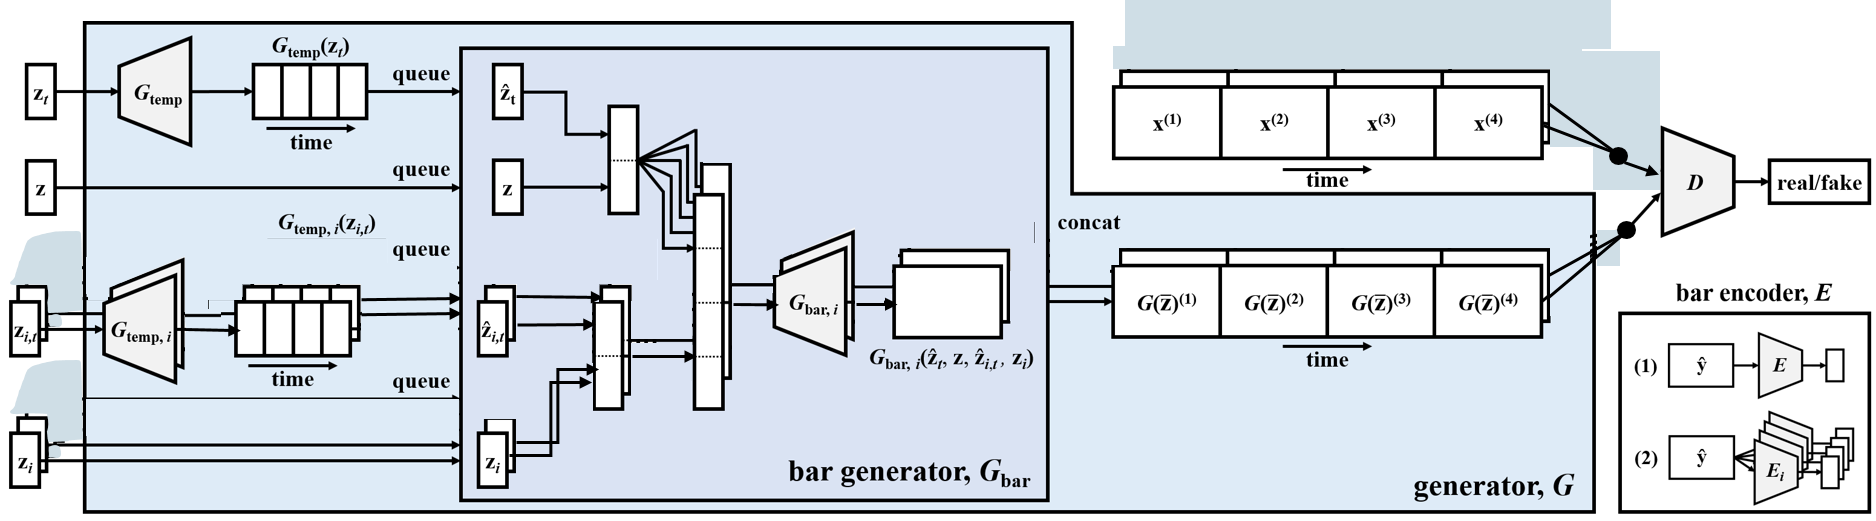 z_t
G_temp
G_temp(z_t)
time
queue
z
queue
G_temp, i(z_i,t)
queue
z_i,t
G_temp, i
time
queue
z_i
ẑ_t
z
ẑ_i,t
z_i
G_bar, i
G_bar, i(ẑ_t, z, ẑ_i,t , z_i)
bar generator, G_bar
concat
x^(1) x^(2) x^(3) x^(4)
time
G(z̅)^(1) G(z̅)^(2) G(z̅)^(3) G(z̅)^(4)
time
generator, G
D
real/fake
bar encoder, E
(1) ŷ E
(2) ŷ E_i